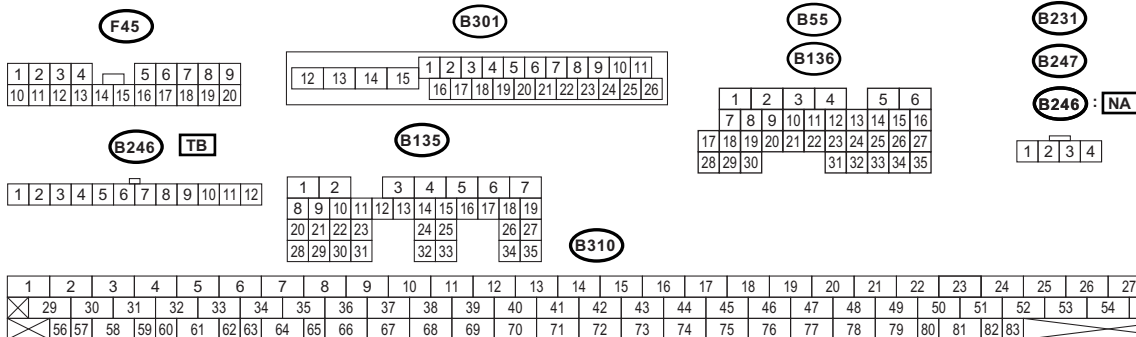 F45
B301
B55
B231
B136
B247
B246 : NA
1 2 3 4 5 6 7 8 9
10 11 12 13 14 15 16 17 18 19 20
12 13 14 15 1 2 3 4 5 6 7 8 9 10 11
16 17 18 19 20 21 22 23 24 25 26
1 2 3 4 5 6
7 8 9 10 11 12 13 14 15 16
17 18 19 20 21 22 23 24 25 26 27
28 29 30 31 32 33 34 35
1 2 3 4
B246 TB
B135
1 2 3 4 5 6 7 8 9 10 11 12
1 2 3 4 5 6 7
8 9 10 11 12 13 14 15 16 17 18 19
20 21 22 23 24 25 26 27
28 29 30 31 32 33 34 35
B310
1 2 3 4 5 6 7 8 9 10 11 12 13 14 15 16 17 18 19 20 21 22 23 24 25 26 27
29 30 31 32 33 34 35 36 37 38 39 40 41 42 43 44 45 46 47 48 49 50 51 52 53 54
56 57 58 59 60 61 62 63 64 65 66 67 68 69 70 71 72 73 74 75 76 77 78 79 80 81 82 83